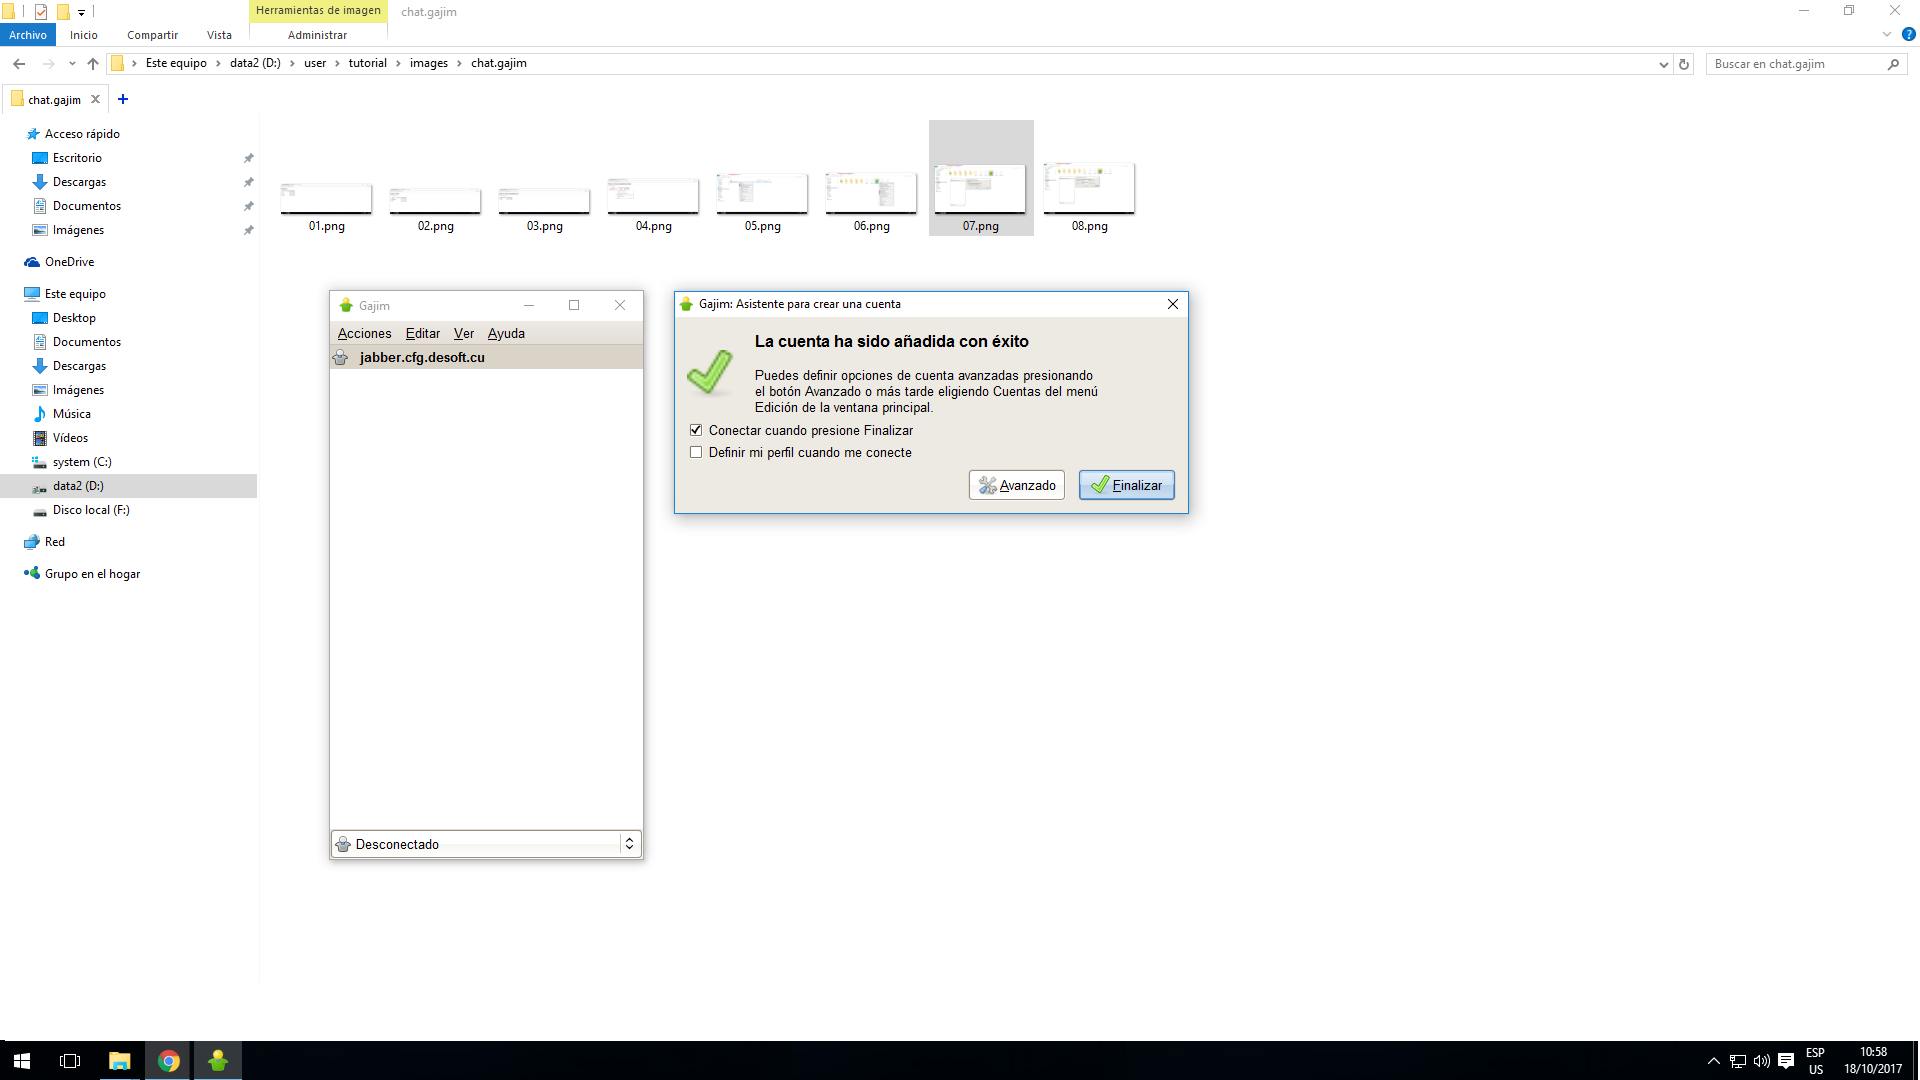 Herramientas de imagen
chat.gajim
Archivo
Inicio
Compartir
Vista
Administrar
Este equipo
data2 (D:)
user
tutorial
images
chat.gajim
Buscar en chat.gajim
chat.gajim
Acceso rápido
Escritorio
Descargas
Documentos
Imágenes
OneDrive
Este equipo
Desktop
Documentos
Descargas
Imágenes
Música
Vídeos
system (C:)
data2 (D:)
Disco local (F:)
Red
Grupo en el hogar
01.png
02.png
03.png
04.png
05.png
06.png
07.png
08.png
Gajim
Acciones Editar Ver Ayuda
jabber.cfg.desoft.cu
Desconectado
Gajim: Asistente para crear una cuenta
La cuenta ha sido añadida con éxito
Puedes definir opciones de cuenta avanzadas presionando
el botón Avanzado o más tarde eligiendo Cuentas del menú
Edición de la ventana principal.
Conectar cuando presione Finalizar
Definir mi perfil cuando me conecte
Avanzado
Finalizar
ESP
US
10:58
18/10/2017